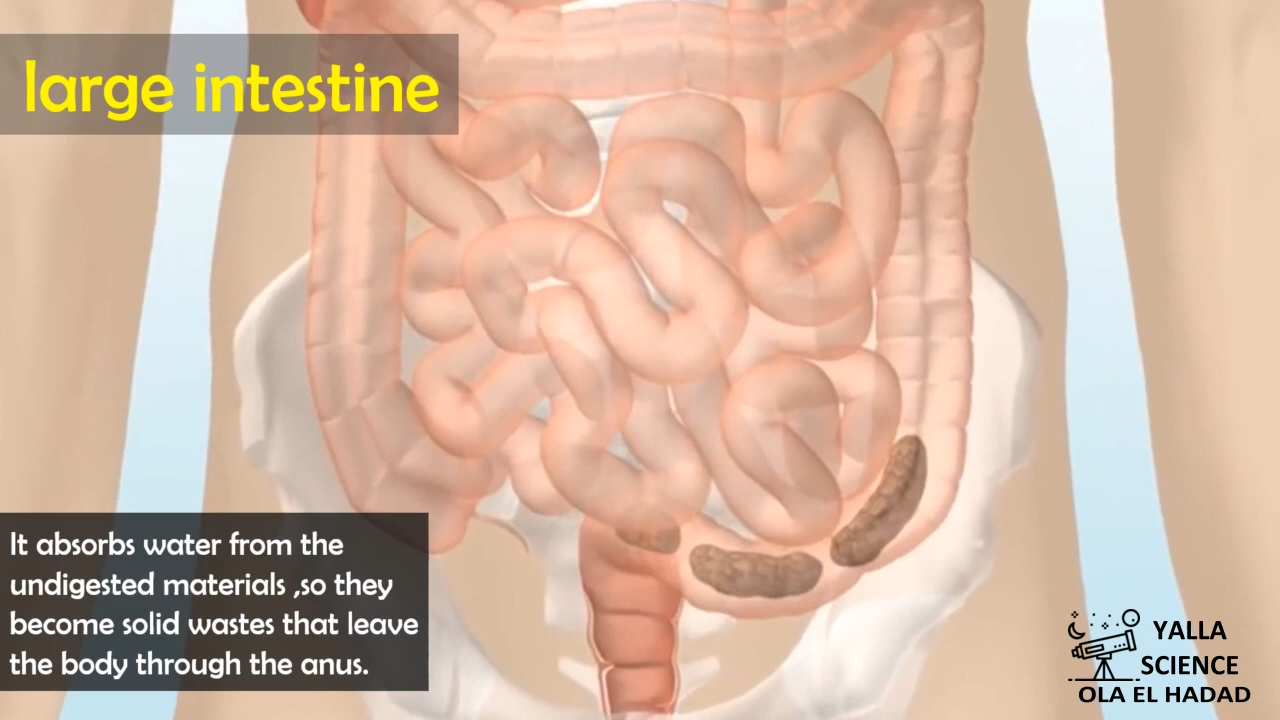 large intestine
It absorbs water from the
undigested materials ,so they
become solid wastes that leave
the body through the anus.
YALLA
SCIENCE
OLA EL HADAD